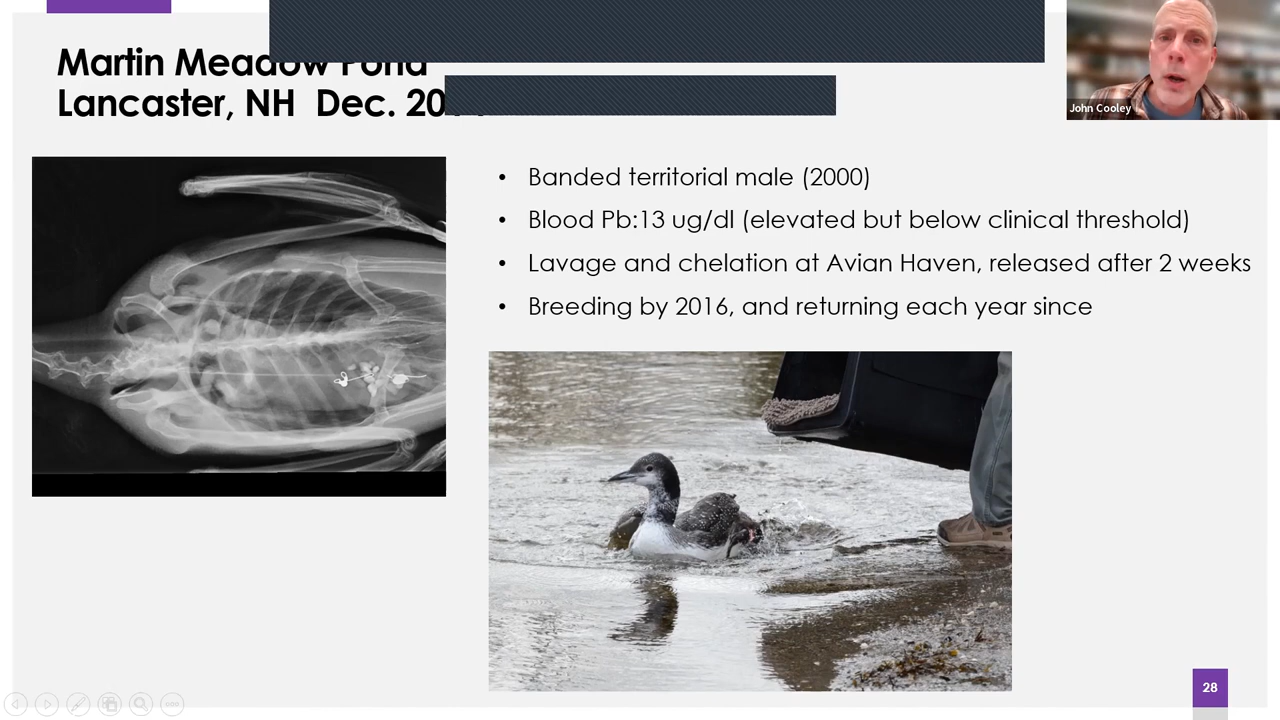 Martin Meadow Pond
Lancaster, NH  Dec. 20
John Cooley
• Banded territorial male (2000)
• Blood Pb:13 ug/dl (elevated but below clinical threshold)
• Lavage and chelation at Avian Haven, released after 2 weeks
• Breeding by 2016, and returning each year since
28